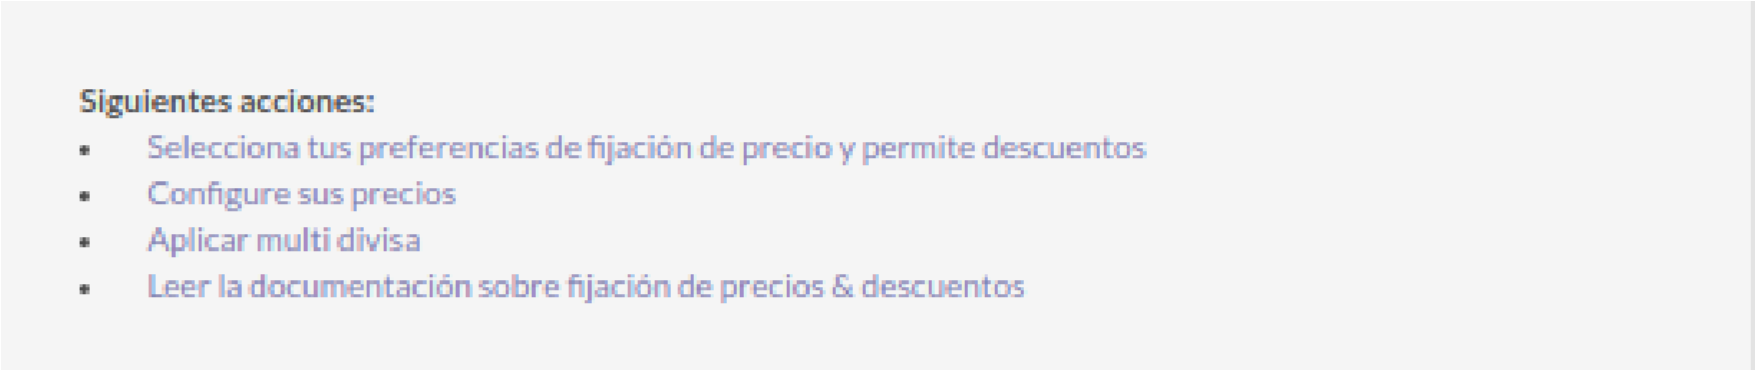 Siguientes acciones:
• Selecciona tus preferencias de fijación de precio y permite descuentos
• Configure sus precios
• Aplicar multi divisa
• Leer la documentación sobre fijación de precios & descuentos